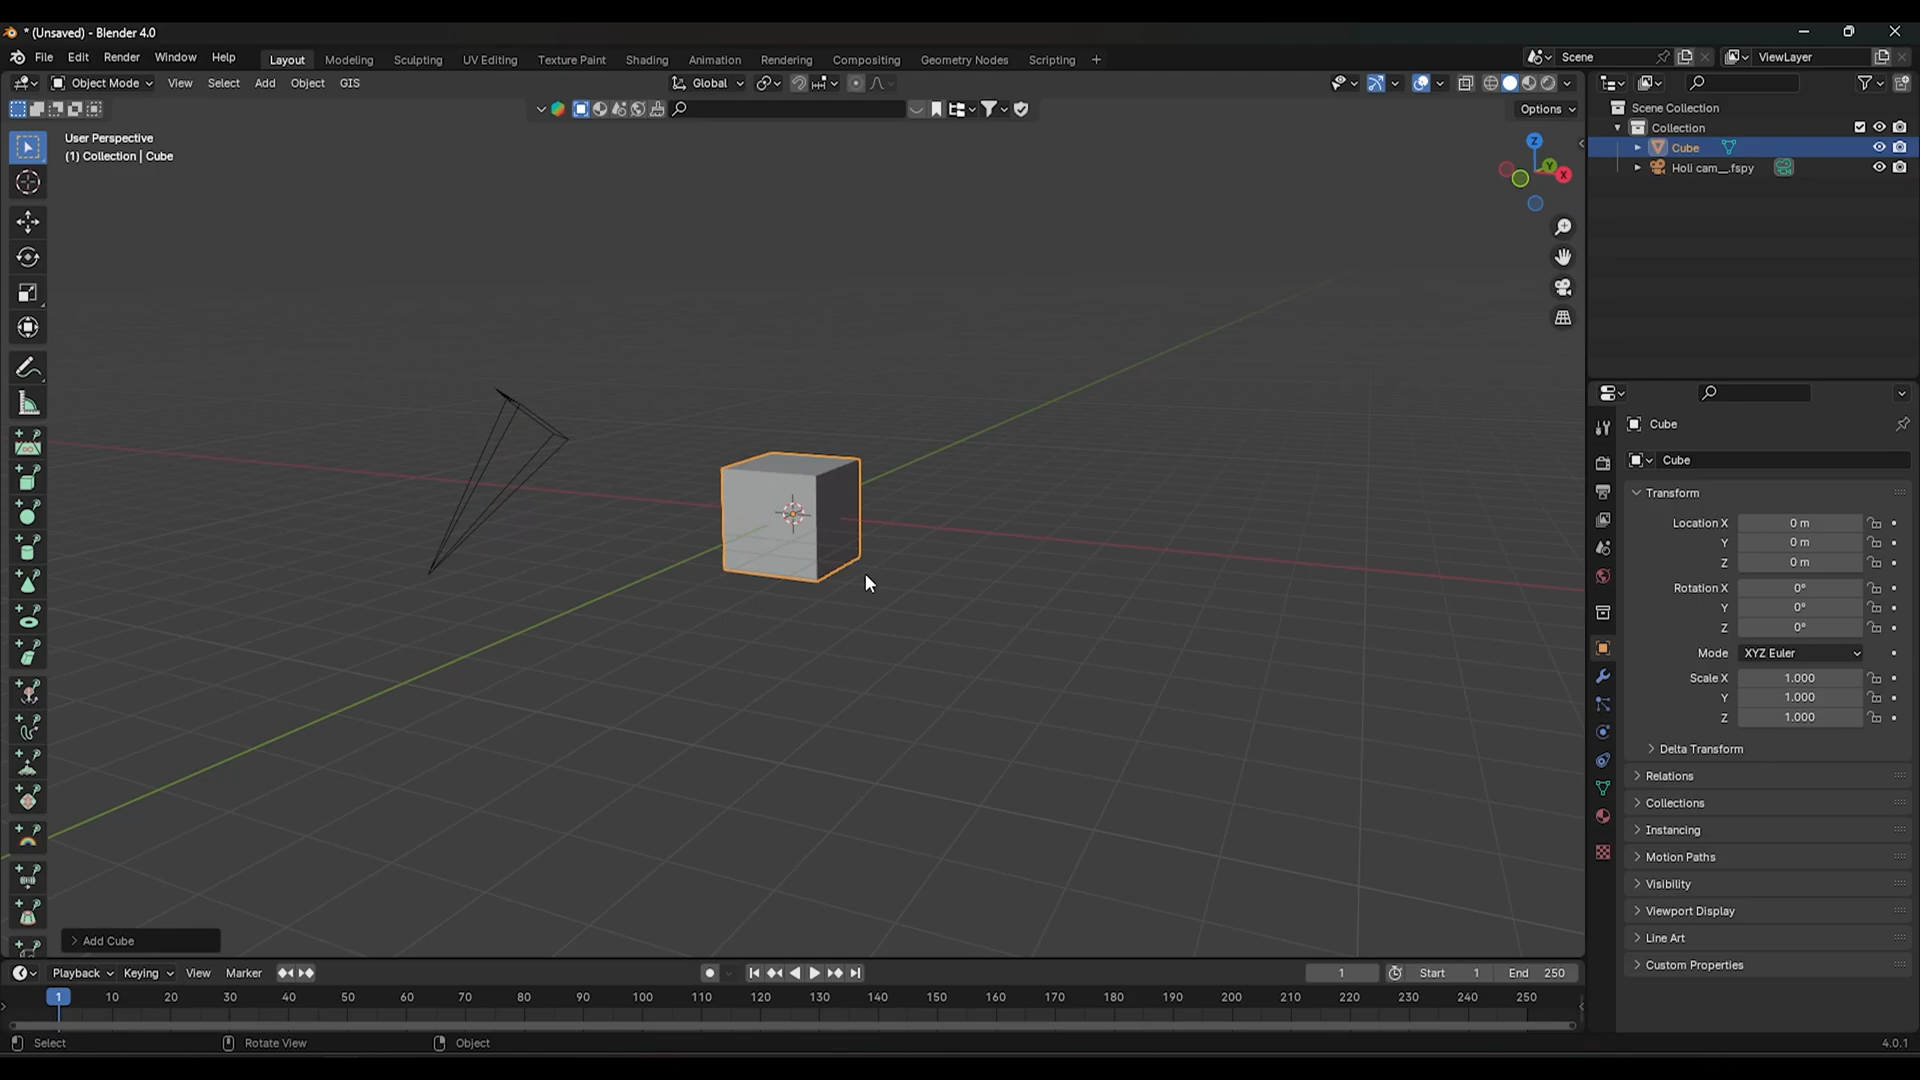 * (Unsaved) - Blender 4.0
File Edit Render Window Help Layout Modeling Sculpting UV Editing Texture Paint Shading Animation Rendering Compositing Geometry Nodes Scripting + Scene ViewLayer
Object Mode View Select Add Object GIS Global
Options
User Perspective
(1) Collection | Cube
Z
Y
X
Scene Collection
Collection
Cube
Holi cam__.fspy
Cube
Cube
Transform
Location X 0 m
Y 0 m
Z 0 m
Rotation X 0°
Y 0°
Z 0°
Mode XYZ Euler
Scale X 1.000
Y 1.000
Z 1.000
Delta Transform
Relations
Collections
Instancing
Motion Paths
Visibility
Viewport Display
Line Art
Custom Properties
Add Cube
Playback Keying View Marker 1 Start 1 End 250
1 10 20 30 40 50 60 70 80 90 100 110 120 130 140 150 160 170 180 190 200 210 220 230 240 250
Select Rotate View Object 4.0.1